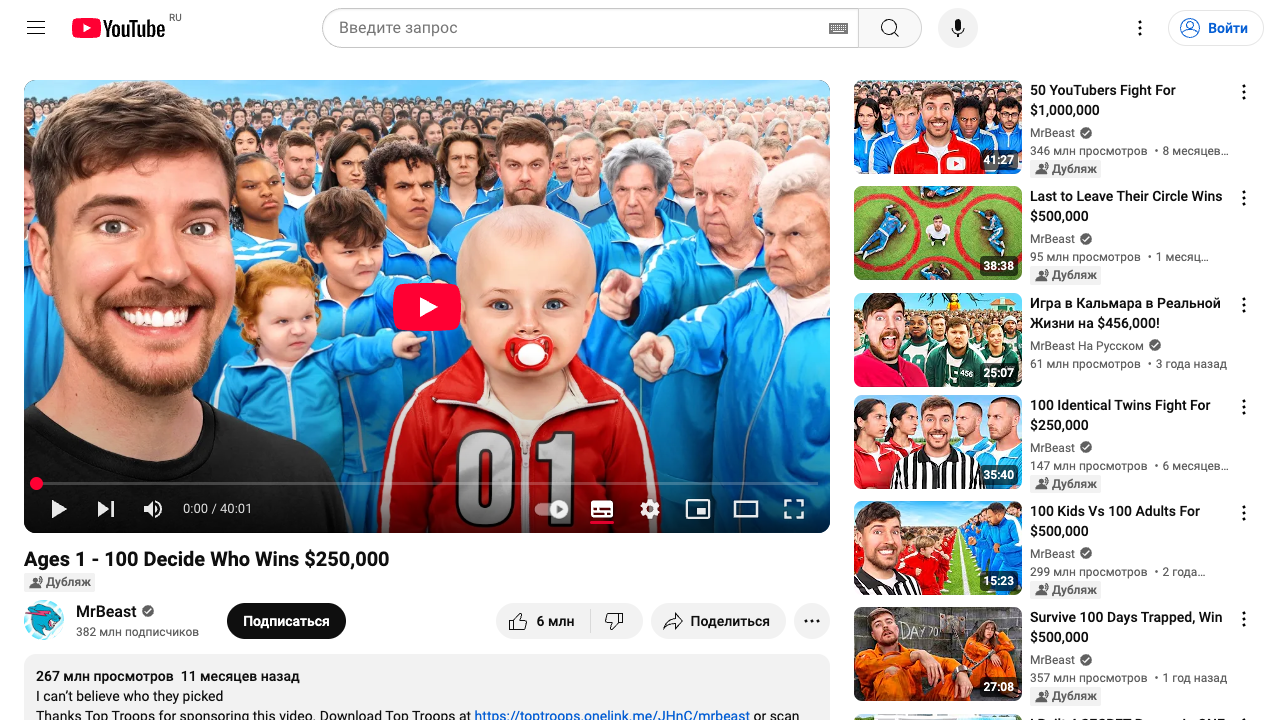 YouTube RU
Введите запрос
Войти
01
0:00 / 40:01
Ages 1 - 100 Decide Who Wins $250,000
Дубляж
MrBeast
382 млн подписчиков
Подписаться
6 млн
Поделиться
267 млн просмотров 11 месяцев назад
I can't believe who they picked
Thanks Top Troops for sponsoring this video. Download Top Troops at https://toptroops.onelink.me/JHnC/mrbeast or scan
41:27
50 YouTubers Fight For
$1,000,000
MrBeast
346 млн просмотров • 8 месяцев…
Дубляж
38:38
Last to Leave Their Circle Wins
$500,000
MrBeast
95 млн просмотров • 1 месяц…
Дубляж
456
25:07
Игра в Кальмара в Реальной
Жизни на $456,000!
MrBeast На Русском
61 млн просмотров • 3 года назад
35:40
100 Identical Twins Fight For
$250,000
MrBeast
147 млн просмотров • 6 месяцев…
Дубляж
15:23
100 Kids Vs 100 Adults For
$500,000
MrBeast
299 млн просмотров • 2 года…
Дубляж
DAY 70
27:08
Survive 100 Days Trapped, Win
$500,000
MrBeast
357 млн просмотров • 1 год назад
Дубляж